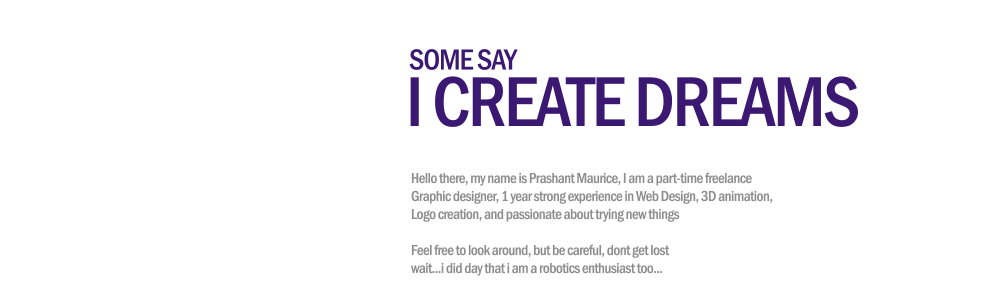 SOME SAY
I CREATE DREAMS
Hello there, my name is Prashant Maurice, I am a part-time freelance
Graphic designer, 1 year strong experience in Web Design, 3D animation,
Logo creation, and passionate about trying new things
Feel free to look around, but be careful, dont get lost
wait...i did day that i am a robotics enthusiast too...